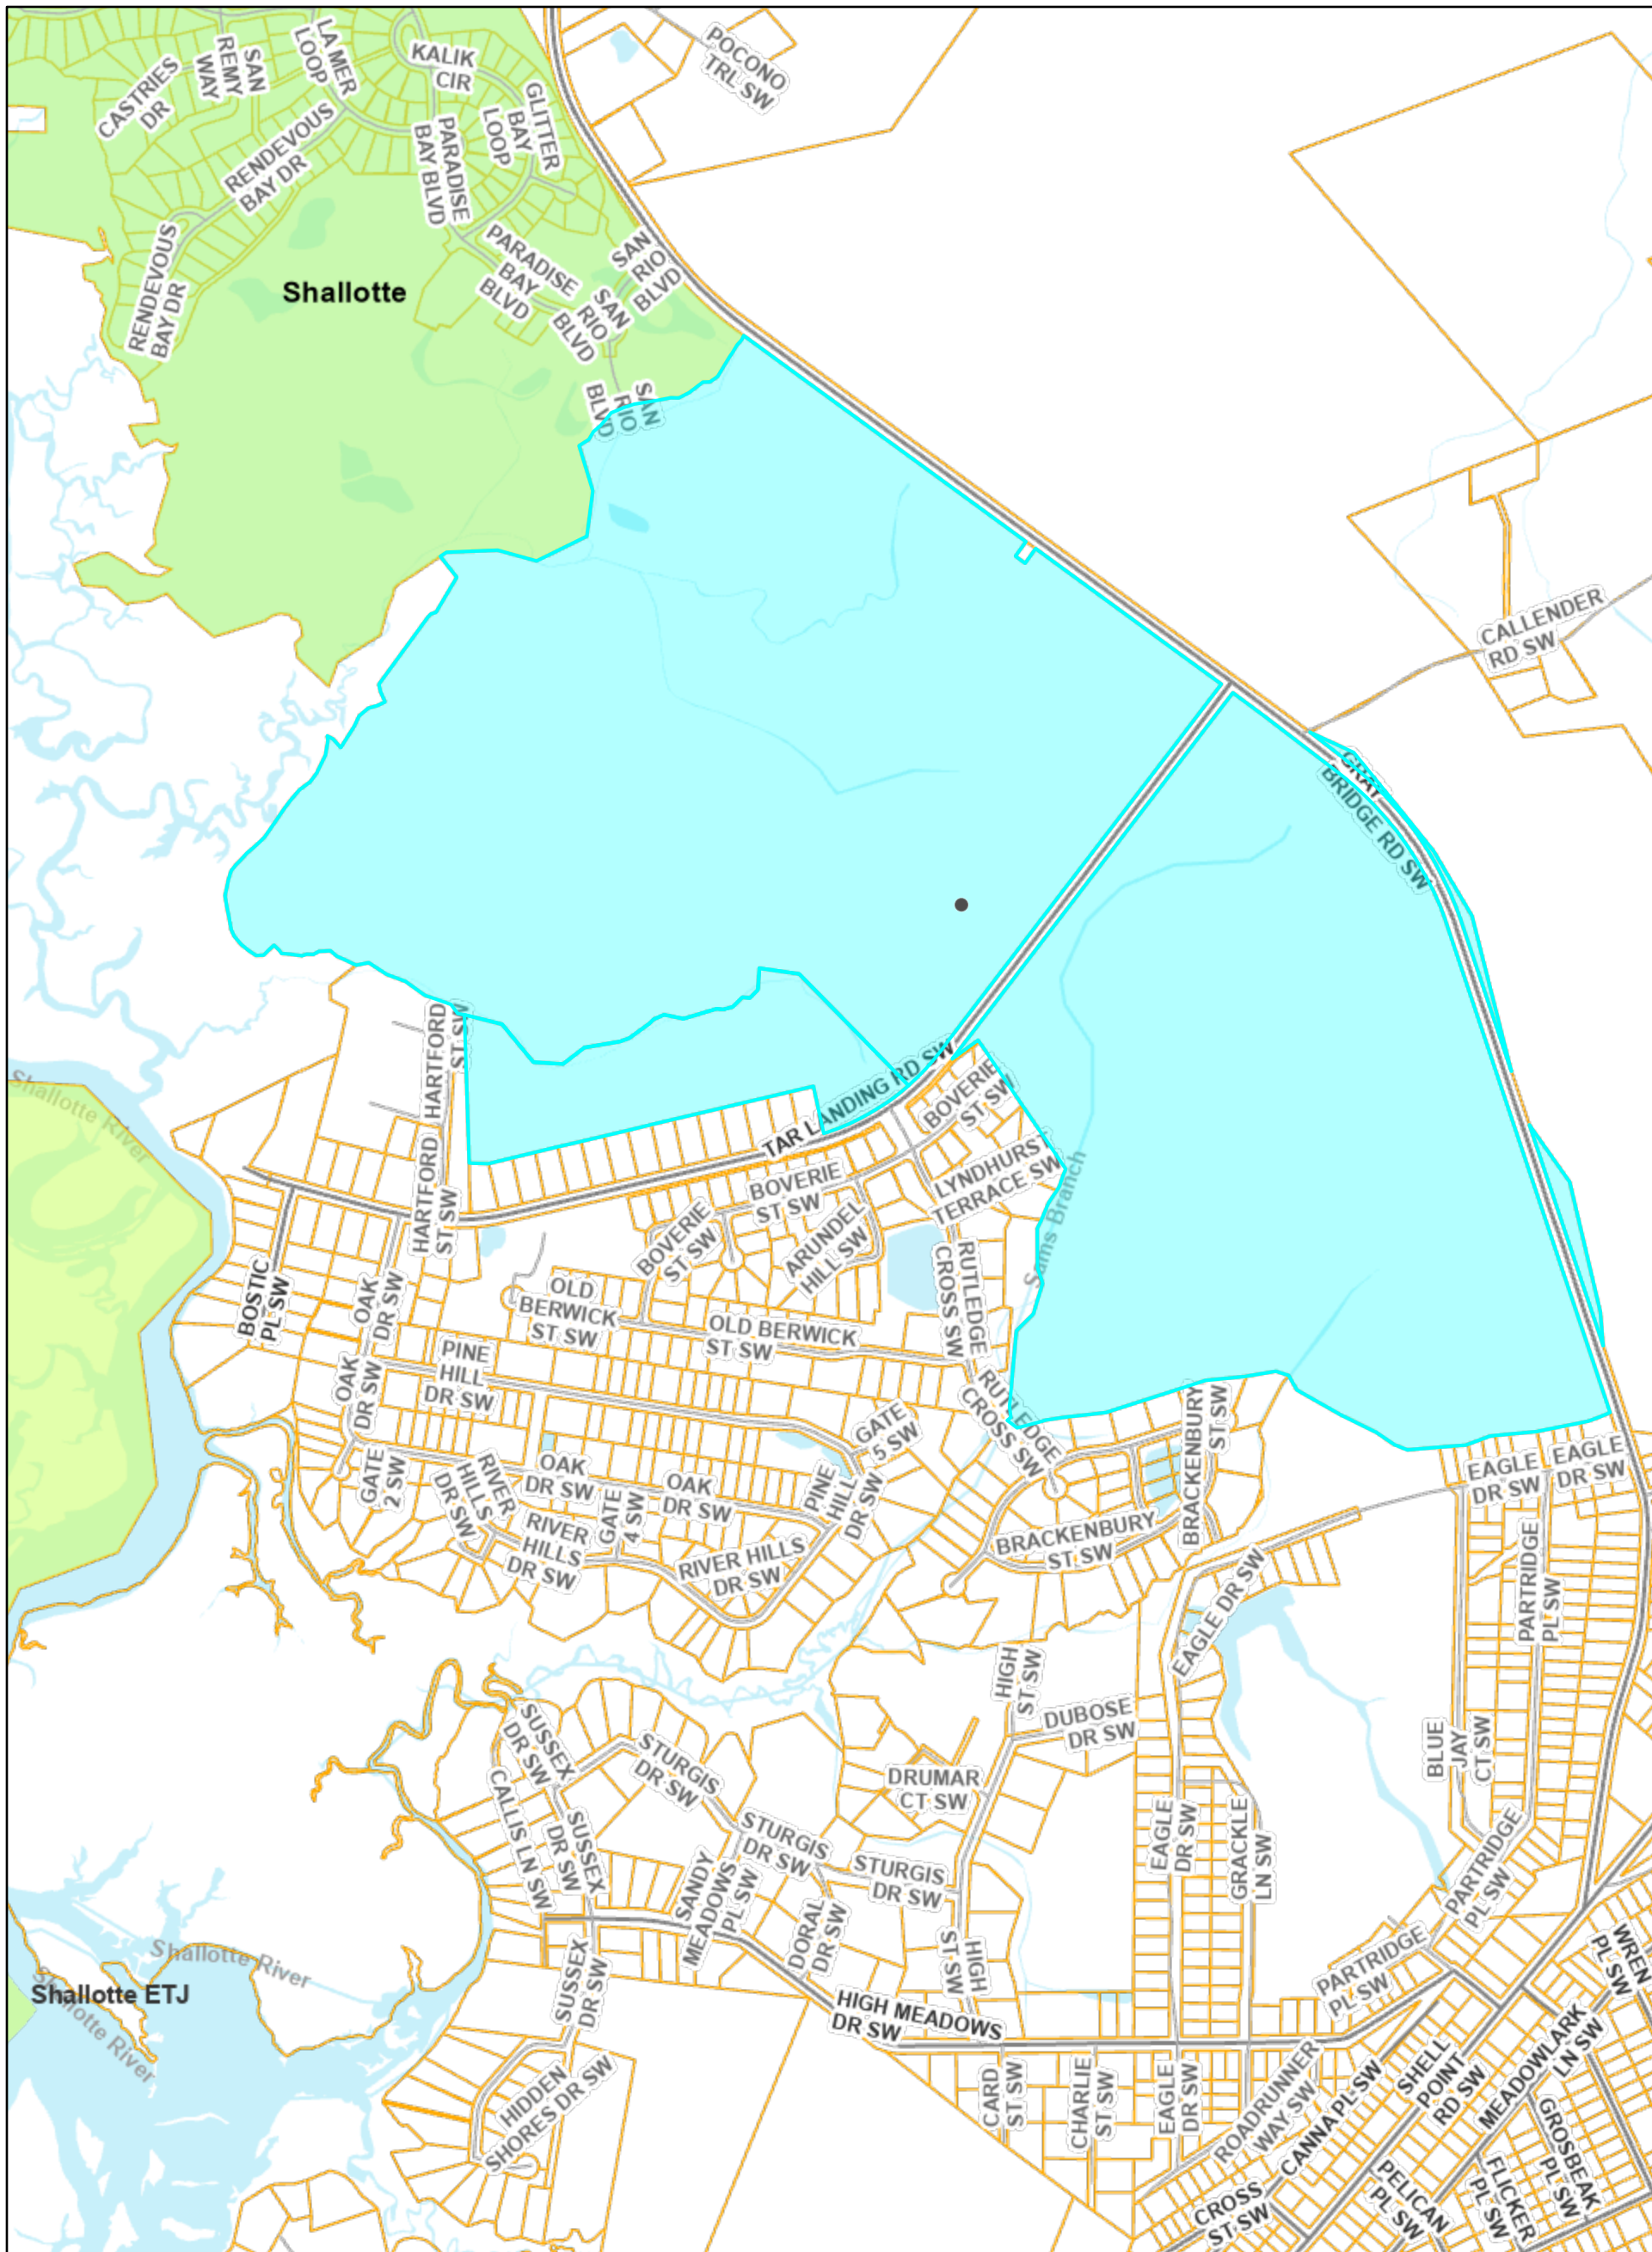 POCONO
TRL SW
CASTRIES
DR
SAN
REMY
WAY
LA MER
LOOP
KALIK
CIR
GLITTER
BAY
LOOP
RENDEVOUS
BAY DR
PARADISE
BAY BLVD
RENDEVOUS
BAY DR
PARADISE
BAY
BLVD
SAN
RIO
BLVD
SAN
RIO
BLVD
Shallotte
SAN
RIO
BLVD
CALLENDER
RD SW
GRAY
BRIDGE RD SW
HARTFORD
ST SW
TAR LANDING RD SW
BOVERIE
ST SW
Shallotte River
HARTFORD
ST SW
BOVERIE
ST SW
LYNDHURST
TERRACE SW
Sams Branch
BOVERIE
ST SW
ARUNDEL
HILL SW
RUTLEDGE
CROSS SW
BOSTIC
PL SW
OAK
DR SW
OLD
BERWICK
ST SW
OLD BERWICK
ST SW
PINE
HILL
DR SW
OAK
DR SW
RUTLEDGE
CROSS SW
BRACKENBURY
ST SW
GATE
5 SW
GATE
2 SW
RIVER
HILLS
DR SW
OAK
DR SW
OAK
DR SW
PINE
HILL
DR SW
RIVER
HILLS
DR SW
GATE
4 SW
RIVER HILLS
DR SW
BRACKENBURY
ST SW
EAGLE
DR SW
EAGLE
DR SW
PARTRIDGE
PL SW
EAGLE DR SW
HIGH
ST SW
DUBOSE
DR SW
BLUE
JAY
CT SW
SUSSEX
DR SW
STURGIS
DR SW
DRUMAR
CT SW
CALLIS LN SW
SUSSEX
DR SW
STURGIS
DR SW
STURGIS
DR SW
EAGLE
DR SW
GRACKLE
LN SW
PARTRIDGE
PL SW
SANDY
MEADOWS
PL SW
DORAL
DR SW
HIGH
ST SW
PARTRIDGE
PL SW
WREN
PL SW
Shallotte River
SUSSEX
DR SW
Shallotte ETJ
Shallotte River
HIGH MEADOWS
DR SW
HIDDEN
SHORES DR SW
CARD
ST SW
CHARLIE
ST SW
EAGLE
DR SW
ROADRUNNER
WAY SW
CANNA PL SW
SHELL
POINT
RD SW
MEADOWLARK
LN SW
GROSBEAK
PL SW
CROSS
ST SW
PELICAN
PL SW
FLICKER
PL SW